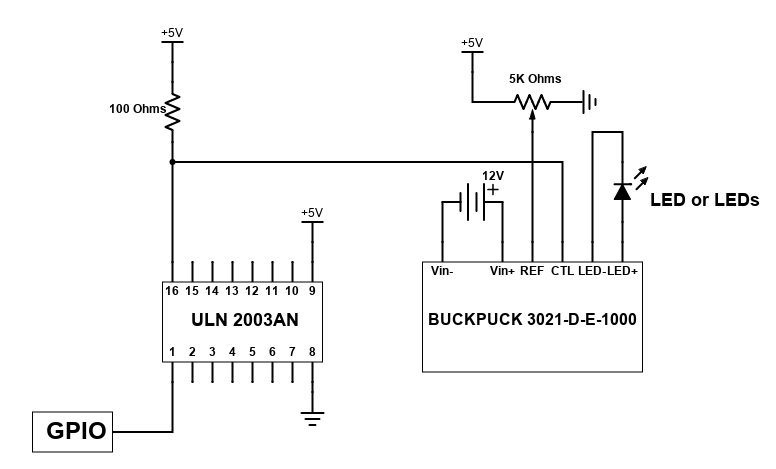 +5V
+5V
5K Ohms
100 Ohms
12V
+
LED or LEDs
+5V
Vin- Vin+ REF CTL LED- LED+
16 15 14 13 12 11 10 9
ULN 2003AN
BUCKPUCK 3021-D-E-1000
1 2 3 4 5 6 7 8
GPIO